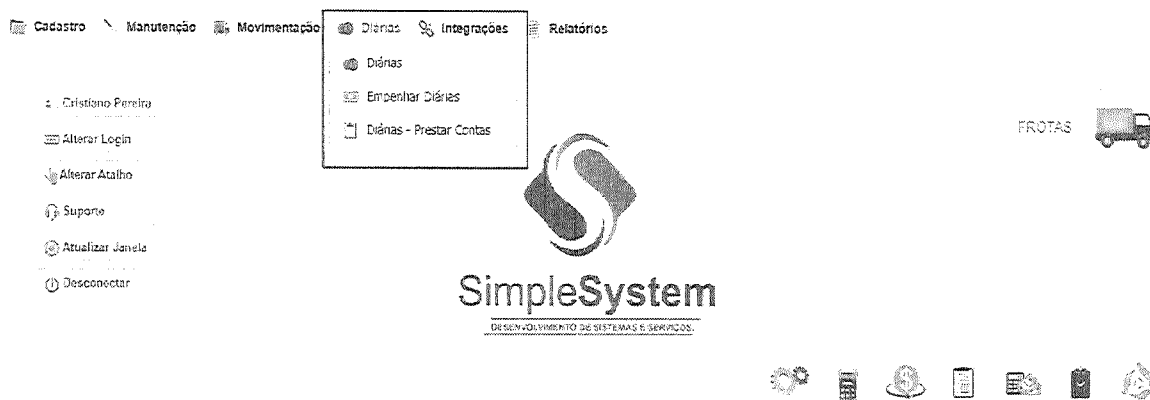 Cadastro Manutenção Movimentação Diárias Integrações Relatórios
Diárias
Empenhar Diárias
Diárias - Prestar Contas
Cristiano Pereira
Alterar Login
Alterar Atalho
Suporte
Atualizar Janela
Desconectar
FROTAS
SimpleSystem
DESENVOLVIMENTO DE SISTEMAS E SERVIÇOS.